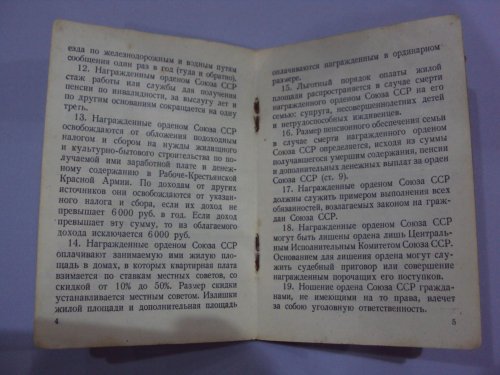 езда по железнодорожным и водным путям
сообщения один раз в год (туда и обратно).
12. Награжденным орденом Союза ССР
стаж работы или службы для получения
пенсии по инвалидности, за выслугу лет и
по другим основаниям сокращается на одну
треть.
13. Награжденные орденом Союза ССР
освобождаются от обложения подоходным
налогом и сбором на нужды жилищного
и культурно-бытового строительства по по-
лучаемой ими заработной плате и денеж-
ному содержанию в Рабоче-Крестьянской
Красной Армии. По доходам от других
источников они освобождаются от указан-
ного налога и сбора, если их доход не
превышает 6 000 руб. в год. Если доход
превышает эту сумму, то из облагаемого
дохода исключается 6 000 руб.
14. Награжденные орденом Союза ССР
оплачивают занимаемую ими жилую пло-
щадь в домах, в которых квартирная плата
взимается по ставкам местных советов, со
скидкой от 10% до 50%. Размер скидки
устанавливается местным советом. Излишки
жилой площади и дополнительная площадь
4
оплачиваются награжденным в ординарном
размере.
15. Льготный порядок оплаты жилой
площади распространяется в случае смерти
награжденного орденом Союза ССР на его
семью: супруга, несовершеннолетних детей
и нетрудоспособных иждивенцев.
16. Размер пенсионного обеспечения семьи
в случае смерти награжденного орденом
Союза ССР определяется, исходя из суммы
получавшегося умершим содержания, пенсии
и дополнительных денежных выплат за орден
Союза ССР (ст. 9).
17. Награжденные орденом Союза ССР
должны служить примером выполнения всех
обязанностей, возлагаемых законом на граж-
дан Союза ССР.
18. Награжденные орденом Союза ССР
могут быть лишены ордена лишь Централь-
ным Исполнительным Комитетом Союза ССР.
Основанием для лишения ордена могут слу-
жить судебный приговор или совершение
награжденным порочащих его поступков.
19. Ношение ордена Союза ССР граждана-
ми, не имеющими на то права, влечет
за собою уголовную ответственность.
5